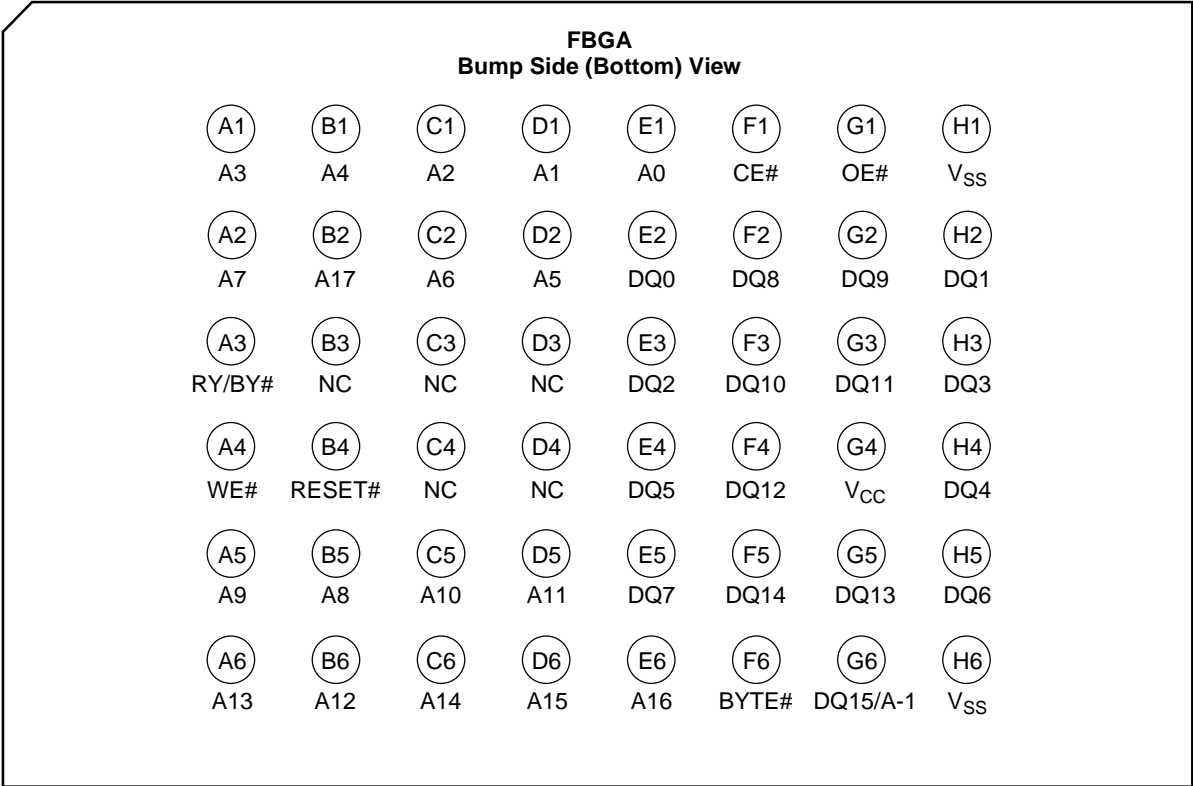 FBGA
Bump Side (Bottom) View
A1 B1 C1 D1 E1 F1 G1 H1
A3 A4 A2 A1 A0 CE# OE# VSS
A2 B2 C2 D2 E2 F2 G2 H2
A7 A17 A6 A5 DQ0 DQ8 DQ9 DQ1
A3 B3 C3 D3 E3 F3 G3 H3
RY/BY# NC NC NC DQ2 DQ10 DQ11 DQ3
A4 B4 C4 D4 E4 F4 G4 H4
WE# RESET# NC NC DQ5 DQ12 VCC DQ4
A5 B5 C5 D5 E5 F5 G5 H5
A9 A8 A10 A11 DQ7 DQ14 DQ13 DQ6
A6 B6 C6 D6 E6 F6 G6 H6
A13 A12 A14 A15 A16 BYTE# DQ15/A-1 VSS